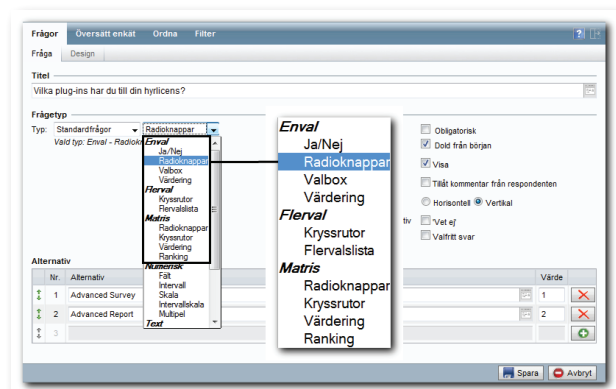 Frågor Översätt enkät Ordna Filter
Fråga Design
Titel
Vilka plug-ins har du till din hyrlicens?
Frågetyp
Typ: Standardfrågor Radioknappar
Vald typ: Enval - Radiokn
Enval
Ja/Nej
Radioknappar
Valbox
Värdering
Flerval
Kryssrutor
Flervalslista
Matris
Radioknappar
Kryssrutor
Värdering
Ranking
Numerisk
Fält
Intervall
Skala
Intervallskala
Multipel
Text
Enval
Ja/Nej
Radioknappar
Valbox
Värdering
Flerval
Kryssrutor
Flervalslista
Matris
Radioknappar
Kryssrutor
Värdering
Ranking
Obligatorisk
Dold från början
Visa
Tillåt kommentar från respondenten
Horisontell Vertikal
tiv 'Vet ej'
Valfritt svar
Alternativ
Nr. Alternativ Värde
1 Advanced Survey 1
2 Advanced Report 2
3
Spara Avbryt